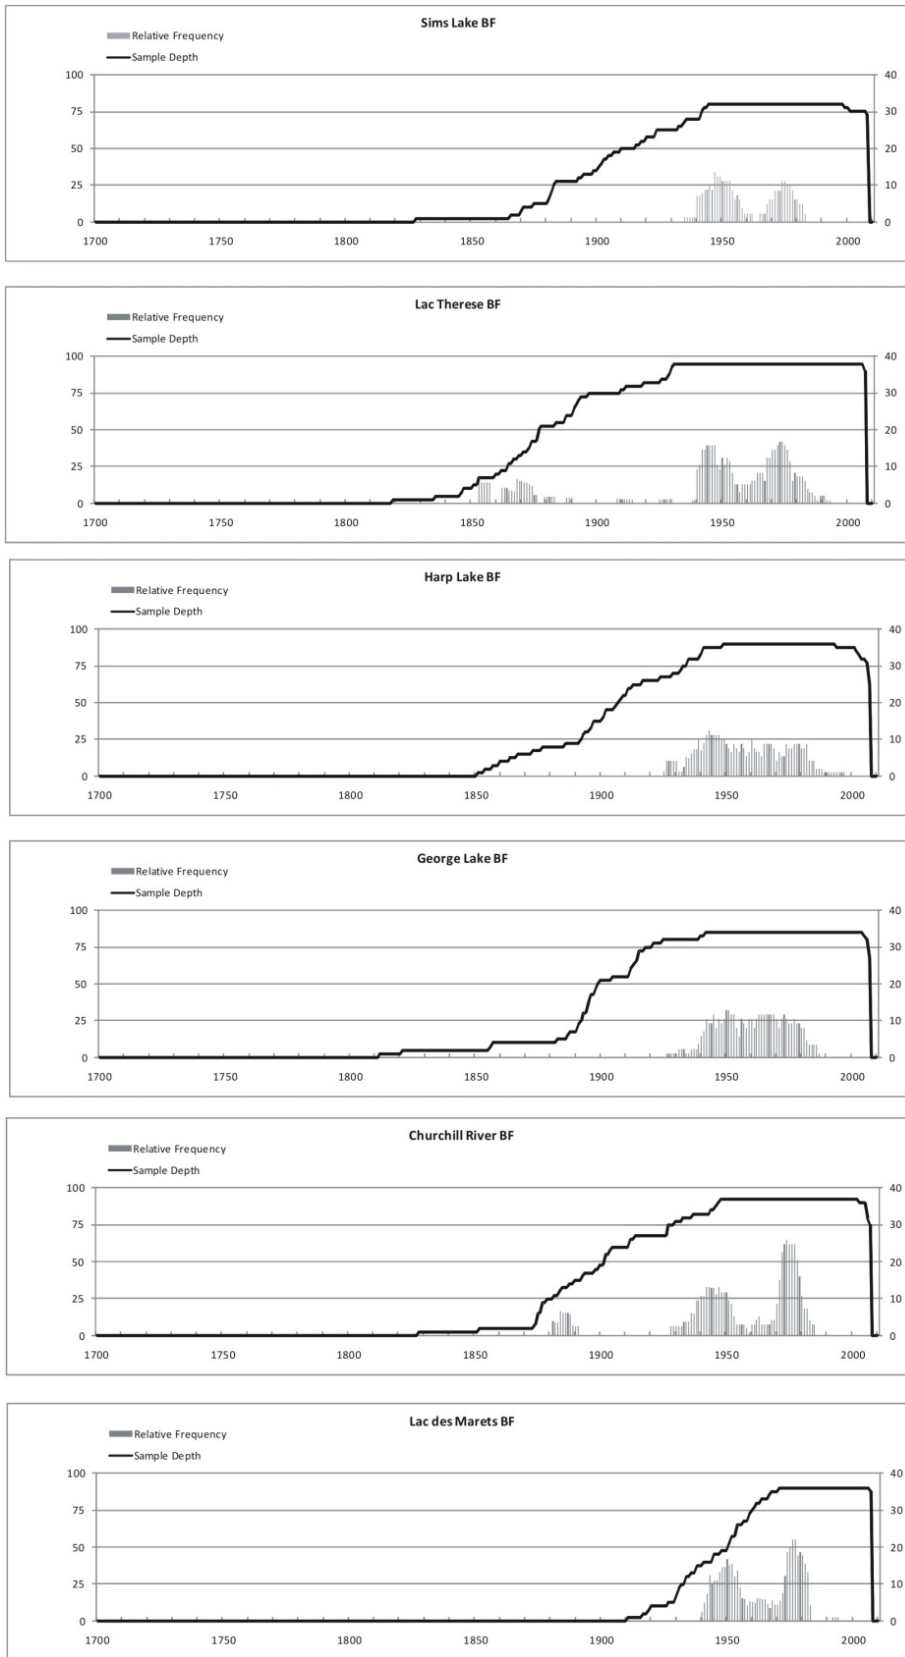 Sims Lake BF
Relative Frequency
Sample Depth
100 40
75 30
50 20
25 10
0 0
1700 1750 1800 1850 1900 1950 2000
Lac Therese BF
Relative Frequency
Sample Depth
100 40
75 30
50 20
25 10
0 0
1700 1750 1800 1850 1900 1950 2000
Harp Lake BF
Relative Frequency
Sample Depth
100 40
75 30
50 20
25 10
0 0
1700 1750 1800 1850 1900 1950 2000
George Lake BF
Relative Frequency
Sample Depth
100 40
75 30
50 20
25 10
0 0
1700 1750 1800 1850 1900 1950 2000
Churchill River BF
Relative Frequency
Sample Depth
100 40
75 30
50 20
25 10
0 0
1700 1750 1800 1850 1900 1950 2000
Lac des Marets BF
Relative Frequency
Sample Depth
100 40
75 30
50 20
25 10
0 0
1700 1750 1800 1850 1900 1950 2000